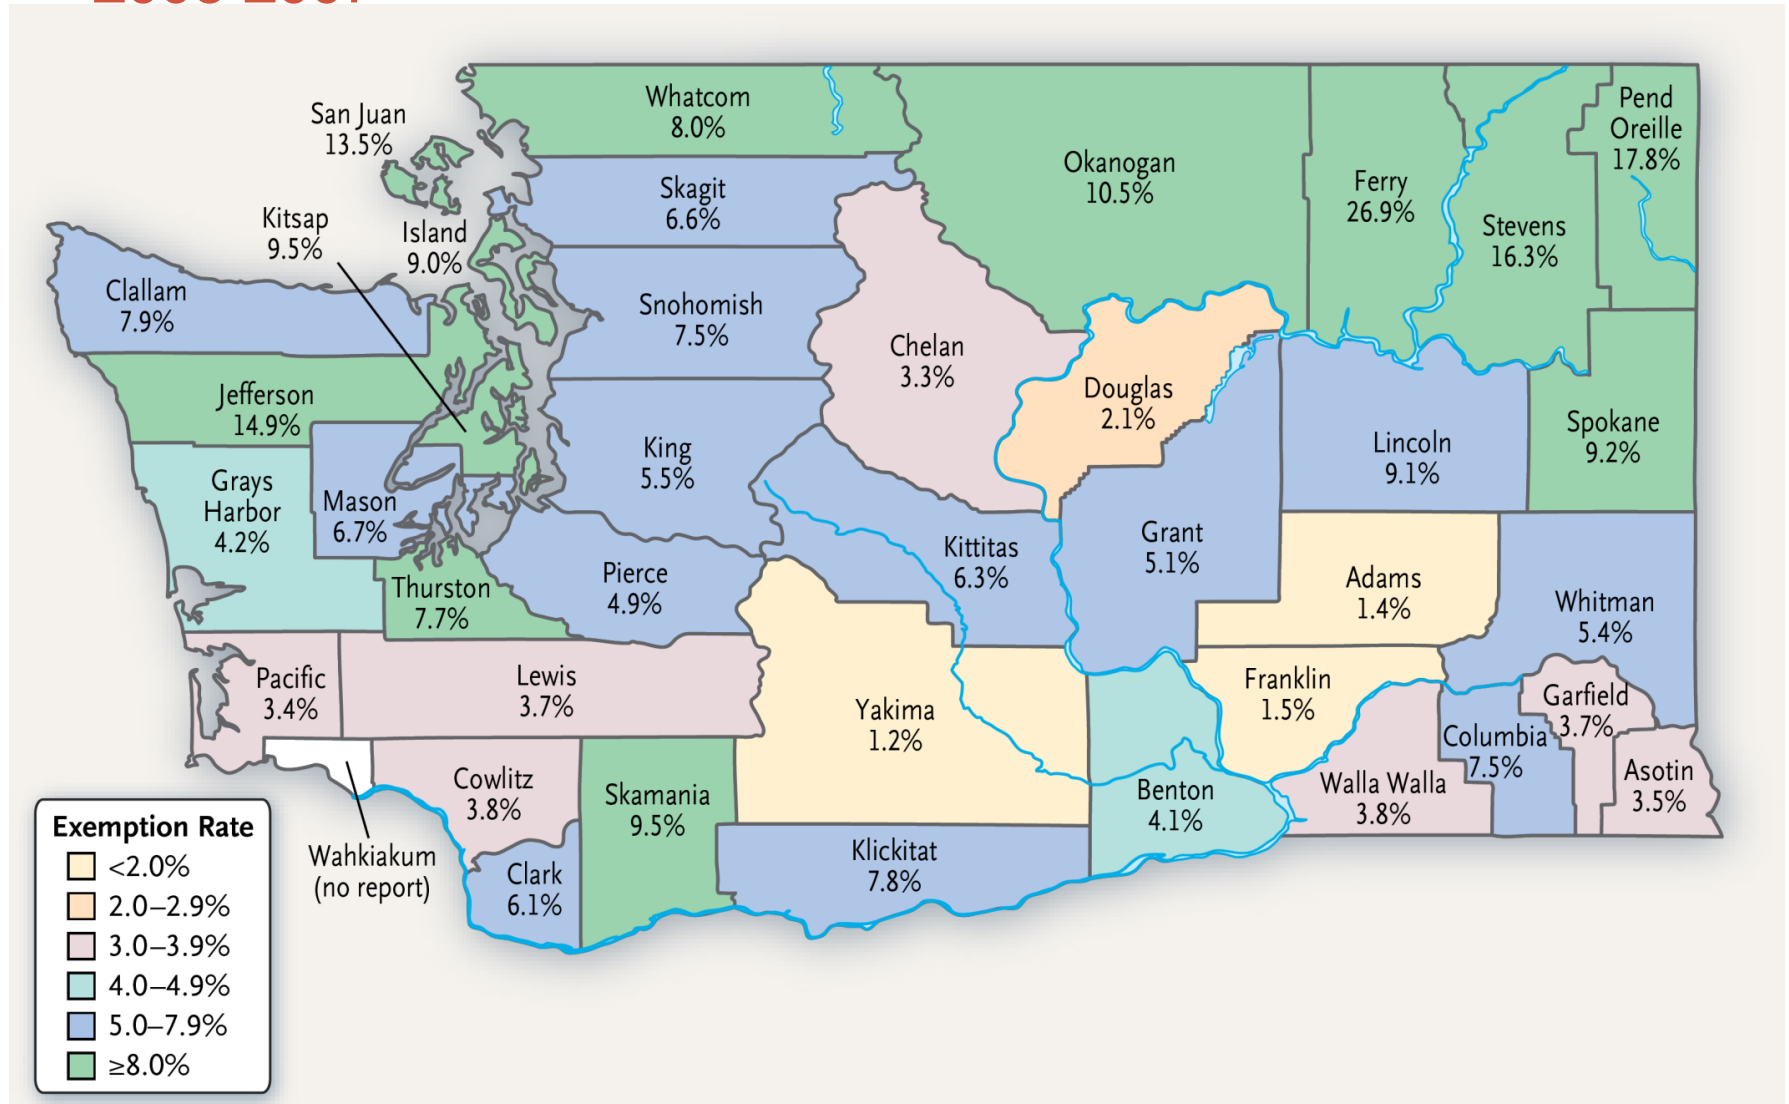 Whatcom
8.0%
San Juan
13.5%
Pend
Oreille
17.8%
Okanogan
10.5%
Ferry
26.9%
Skagit
6.6%
Kitsap
9.5%
Island
9.0%
Stevens
16.3%
Clallam
7.9%
Snohomish
7.5%
Chelan
3.3%
Douglas
2.1%
Jefferson
14.9%
Spokane
9.2%
Lincoln
9.1%
King
5.5%
Grays
Harbor
4.2%
Mason
6.7%
Grant
5.1%
Kittitas
6.3%
Adams
1.4%
Pierce
4.9%
Thurston
7.7%
Whitman
5.4%
Pacific
3.4%
Lewis
3.7%
Yakima
1.2%
Franklin
1.5%
Garfield
3.7%
Columbia
7.5%
Asotin
3.5%
Cowlitz
3.8%
Skamania
9.5%
Benton
4.1%
Walla Walla
3.8%
Wahkiakum
(no report)
Clark
6.1%
Klickitat
7.8%
Exemption Rate
<2.0%
2.0–2.9%
3.0–3.9%
4.0–4.9%
5.0–7.9%
≥8.0%